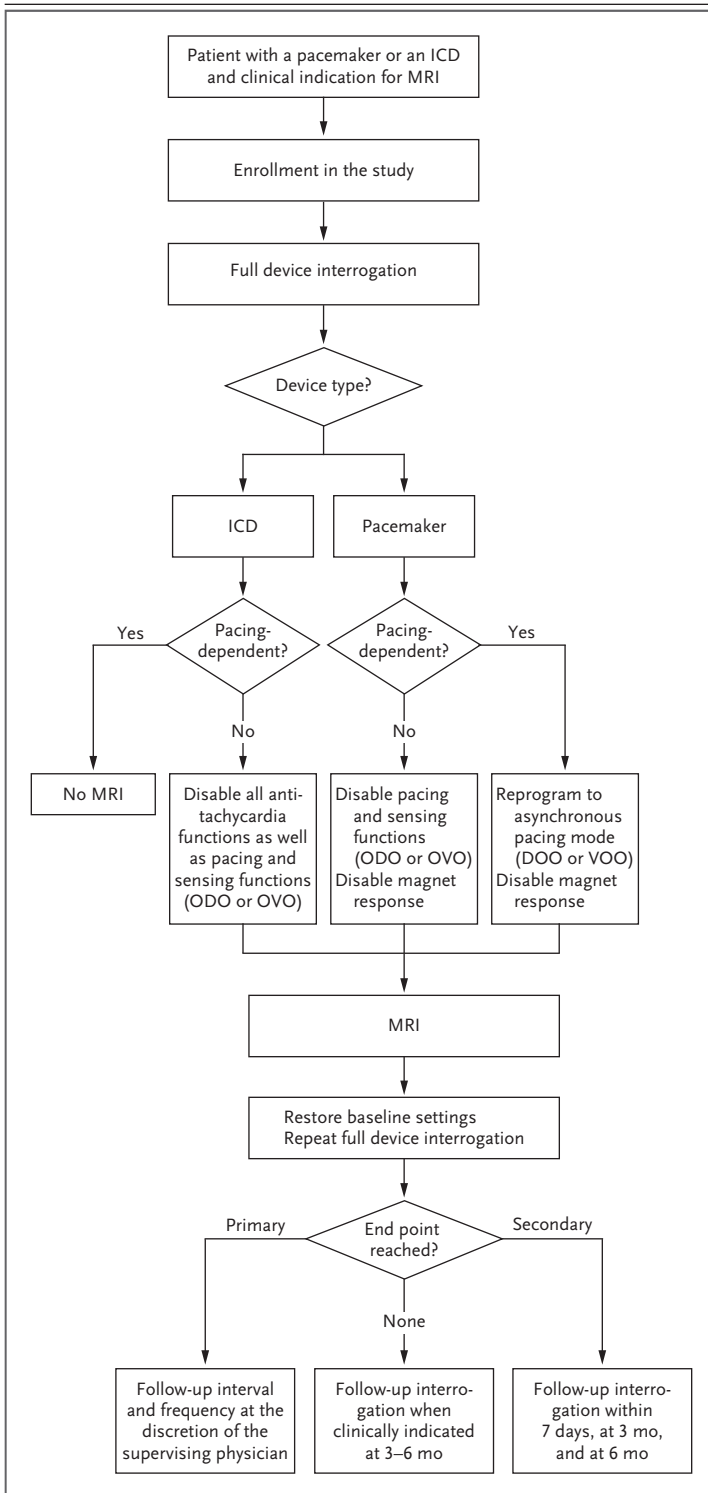 Patient with a pacemaker or an ICD
and clinical indication for MRI
Enrollment in the study
Full device interrogation
Device type?
ICD
Pacemaker
Yes
Pacing-
dependent?
Pacing-
dependent?
Yes
No
No
No MRI
Disable all anti-
tachycardia
functions as well
as pacing and
sensing functions
(ODO or OVO)
Disable pacing
and sensing
functions
(ODO or OVO)
Disable magnet
response
Reprogram to
asynchronous
pacing mode
(DOO or VOO)
Disable magnet
response
MRI
Restore baseline settings
Repeat full device interrogation
Primary
End point
reached?
Secondary
None
Follow-up interval
and frequency at the
discretion of the
supervising physician
Follow-up interro-
gation when
clinically indicated
at 3–6 mo
Follow-up interro-
gation within
7 days, at 3 mo,
and at 6 mo